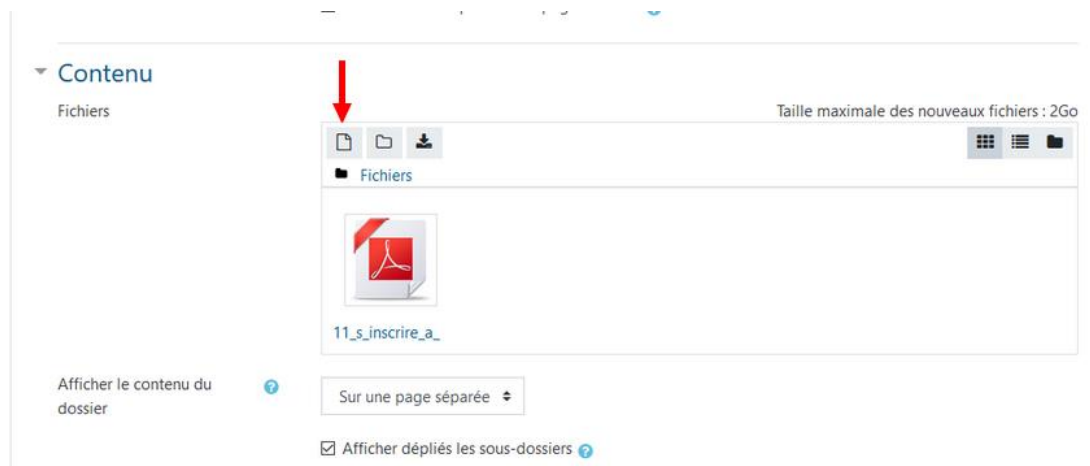 Contenu
Fichiers
Taille maximale des nouveaux fichiers : 2Go
Fichiers
11_s_inscrire_a_
Afficher le contenu du
dossier
Sur une page séparée
Afficher dépliés les sous-dossiers